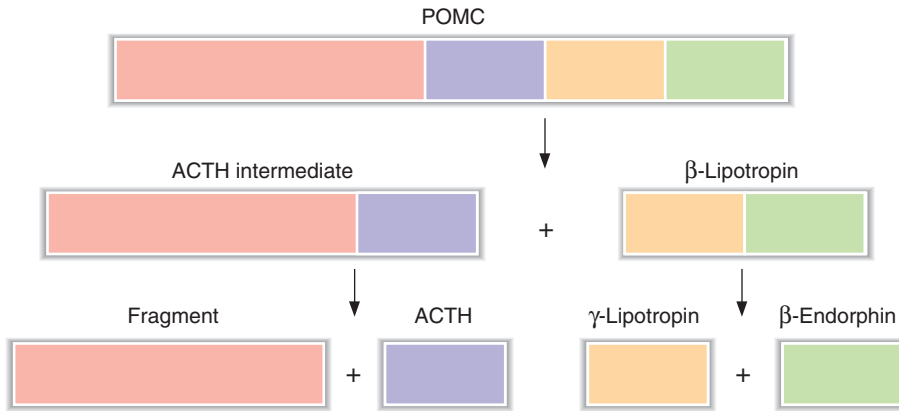 POMC
ACTH intermediate
β-Lipotropin
+
Fragment
ACTH
γ-Lipotropin
β-Endorphin
+
+